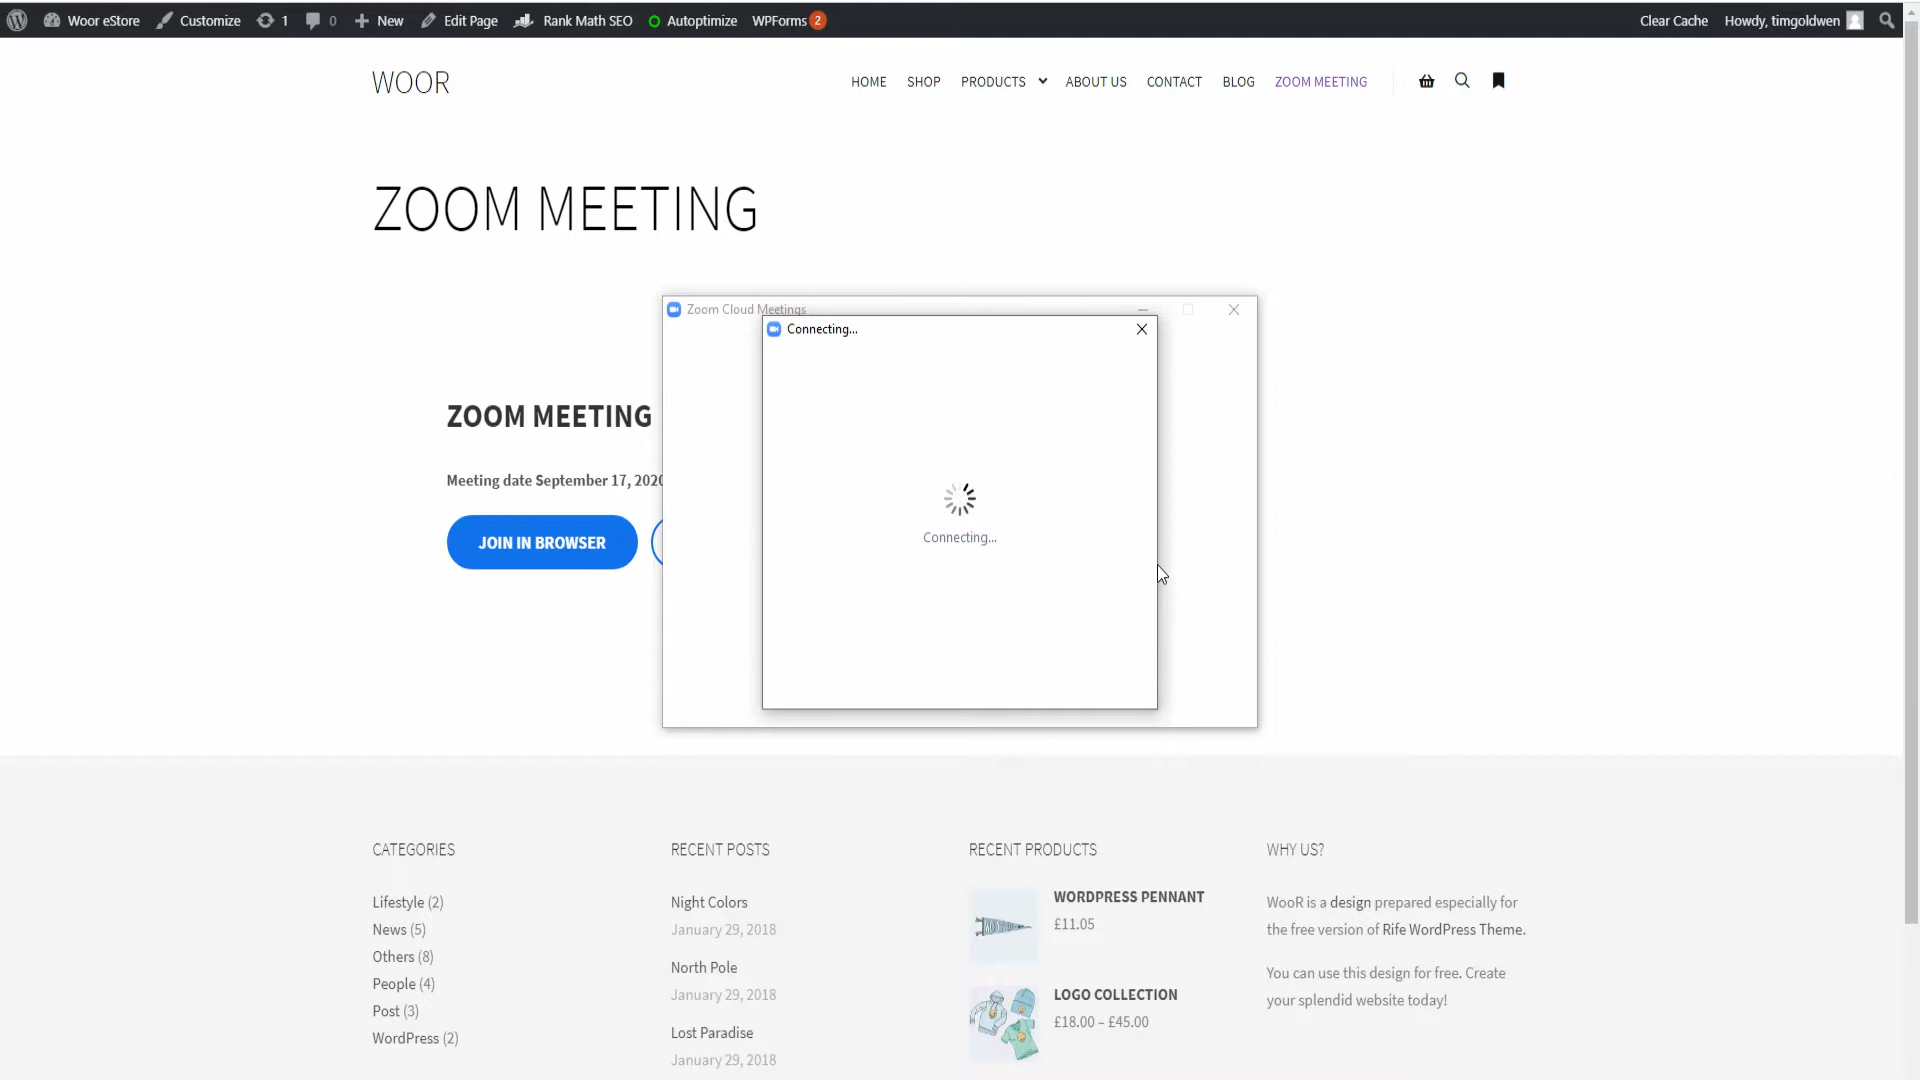 Woor eStore Customize 1 0 New Edit Page Rank Math SEO Autoptimize WPForms 2 Clear Cache Howdy, timgoldwen
WOOR
HOME SHOP PRODUCTS ABOUT US CONTACT BLOG ZOOM MEETING
ZOOM MEETING
Zoom Cloud Meetings
Connecting...
Connecting...
ZOOM MEETING
Meeting date September 17, 2020
JOIN IN BROWSER
CATEGORIES
Lifestyle (2)
News (5)
Others (8)
People (4)
Post (3)
WordPress (2)
RECENT POSTS
Night Colors
January 29, 2018
North Pole
January 29, 2018
Lost Paradise
January 29, 2018
RECENT PRODUCTS
WORDPRESS PENNANT
£11.05
LOGO COLLECTION
£18.00 – £45.00
WHY US?
WooR is a design prepared especially for
the free version of Rife WordPress Theme.
You can use this design for free. Create
your splendid website today!